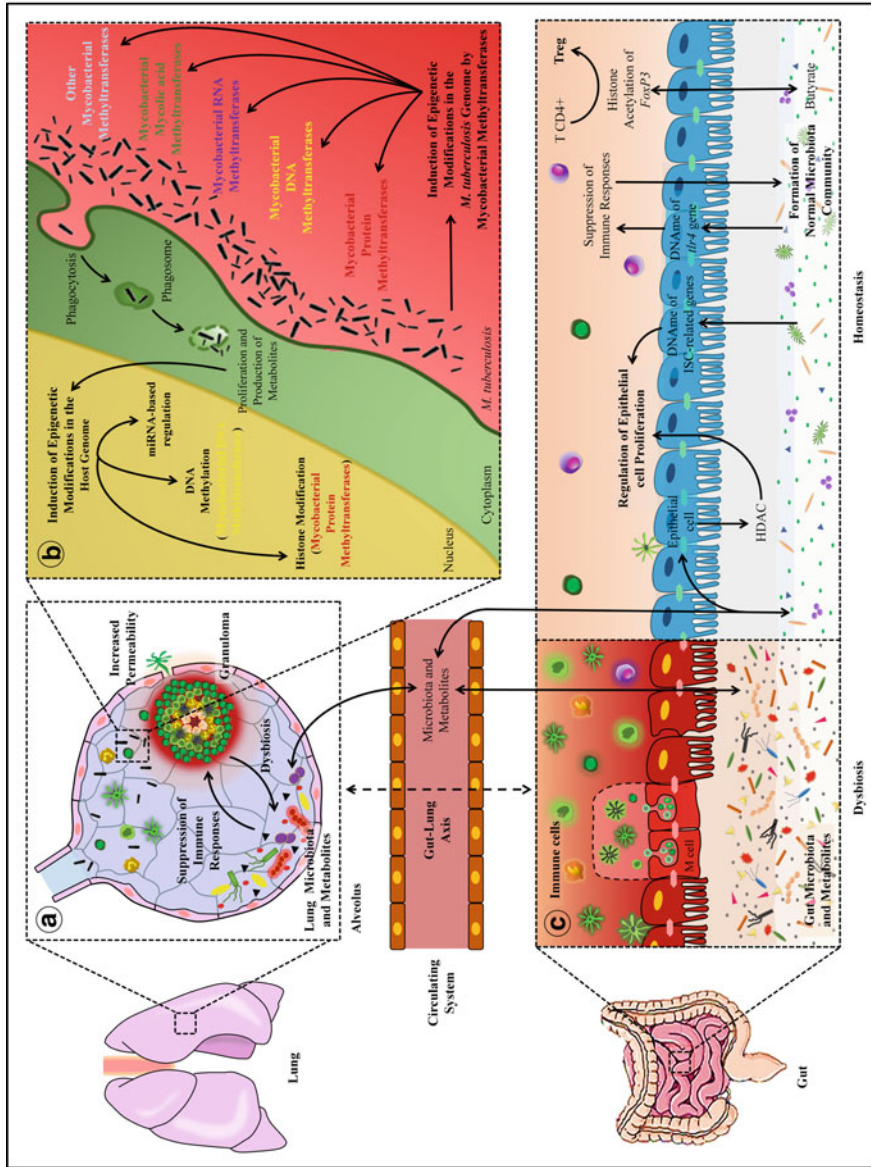 Lung
a
Increased
Permeability
Granuloma
Dysbiosis
Suppression of
Immune
Responses
Lung Microbiota
and Metabolites
Alveolus
b
Induction of Epigenetic
Modifications in the
Host Genome
miRNA-based
regulation
DNA
Methylation
Histone Modification
(Mycobacterial
Protein
Methyltransferases)
Nucleus
Cytoplasm
Phagocytosis
Phagosome
Proliferation and
Production of
Metabolites
M. tuberculosis
Other
Mycobacterial
Methyltransferases
Mycobacterial
Mycolic acid
Methyltransferases
Mycobacterial RNA
Methyltransferases
Mycobacterial
DNA
Methyltransferases
Mycobacterial
Protein
Methyltransferases
Induction of Epigenetic
Modifications in the
M. tuberculosis Genome by
Mycobacterial Methyltransferases
Circulating
System
Gut-Lung
Axis
Microbiota and
Metabolites
Gut
c
Immune cells
M cell
Gut Microbiota
and Metabolites
Dysbiosis
Epithelial
cell
HDAC
Regulation of Epithelial
cell Proliferation
DNAme of
ISC-related genes
Suppression of
Immune Responses
DNAme of
tlr4 gene
Formation of
Normal Microbiota
Community
T CD4+
Treg
Histone
Acetylation of
FoxP3
Butyrate
Homeostasis